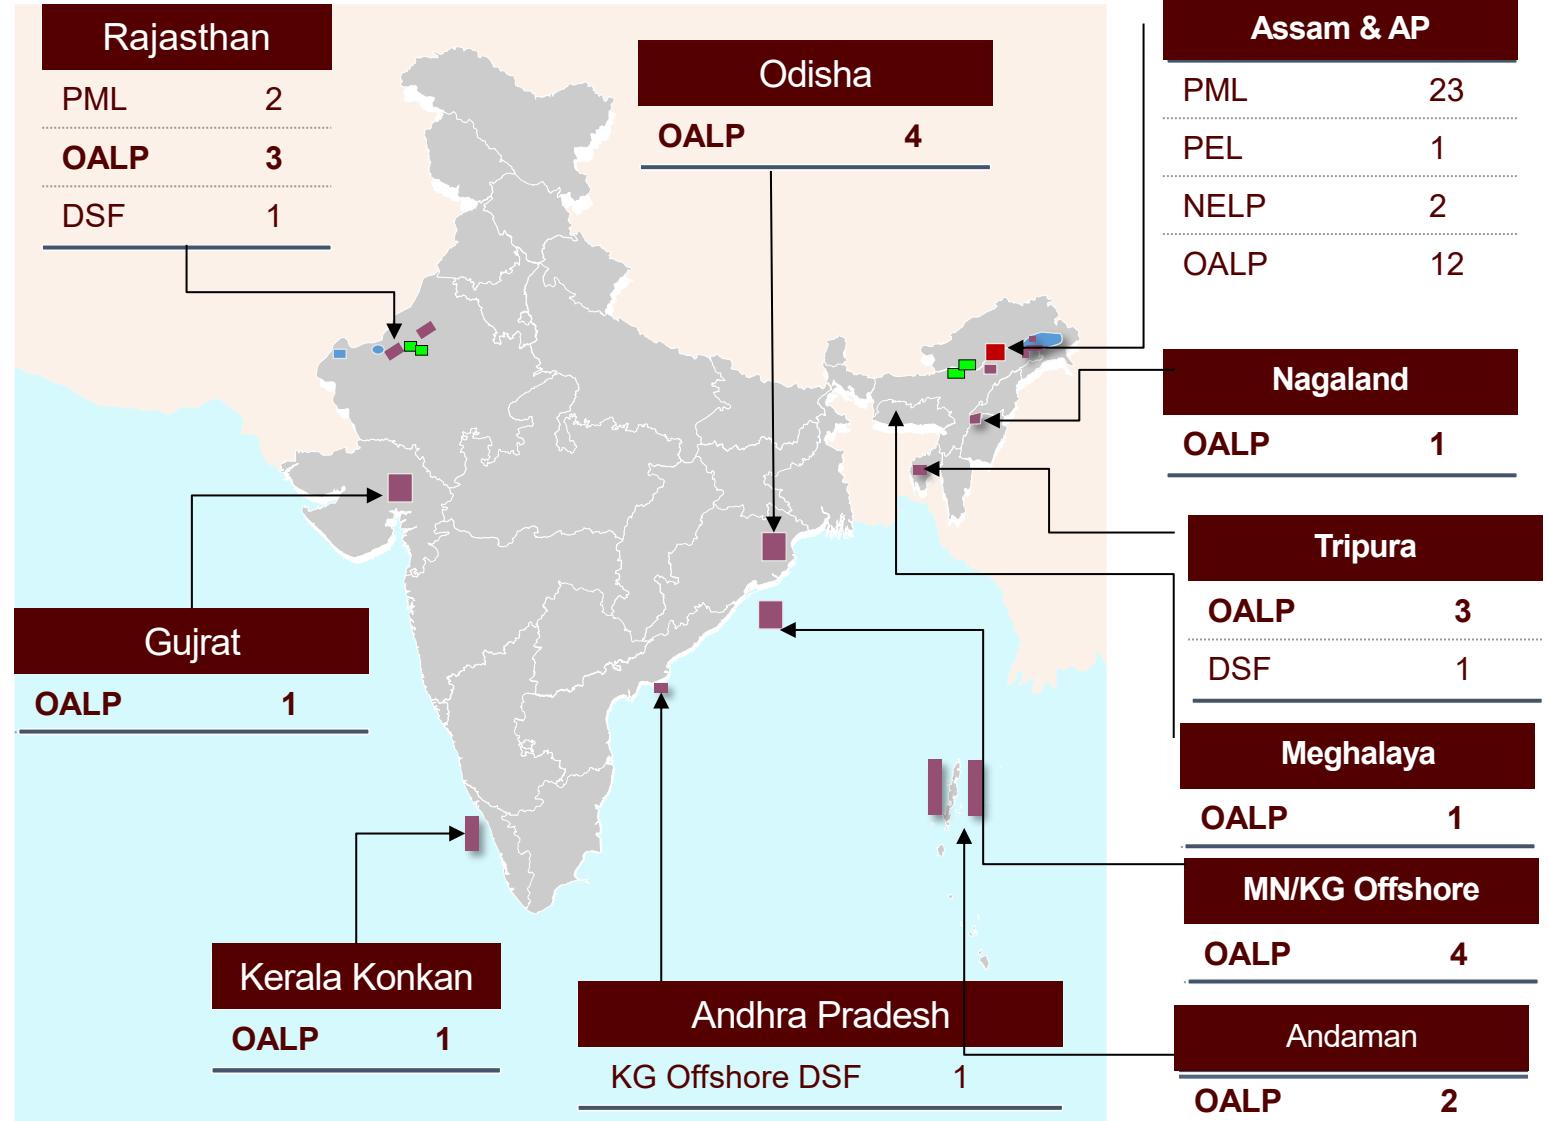 Rajasthan
PML 2
OALP 3
DSF 1
Odisha
OALP 4
Assam & AP
PML 23
PEL 1
NELP 2
OALP 12
Nagaland
OALP 1
Tripura
OALP 3
DSF 1
Meghalaya
OALP 1
MN/KG Offshore
OALP 4
Andaman
OALP 2
Gujrat
OALP 1
Kerala Konkan
OALP 1
Andhra Pradesh
KG Offshore DSF 1